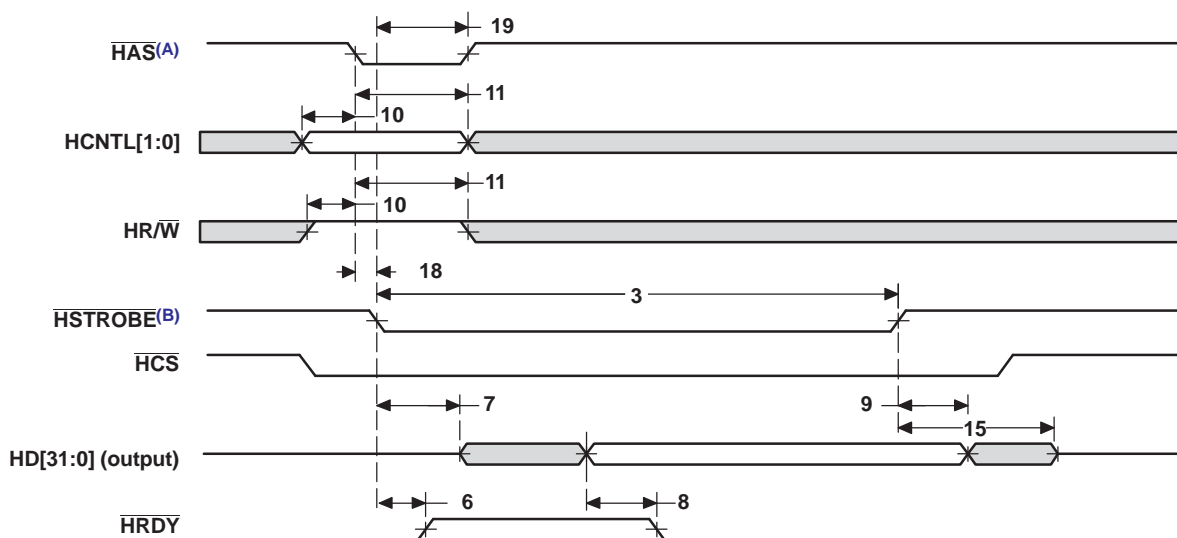 19
HAS(A)
11
10
HCNTL[1:0]
11
10
HR/W
18
3
HSTROBE(B)
HCS
7
9
15
HD[31:0] (output)
6
8
HRDY